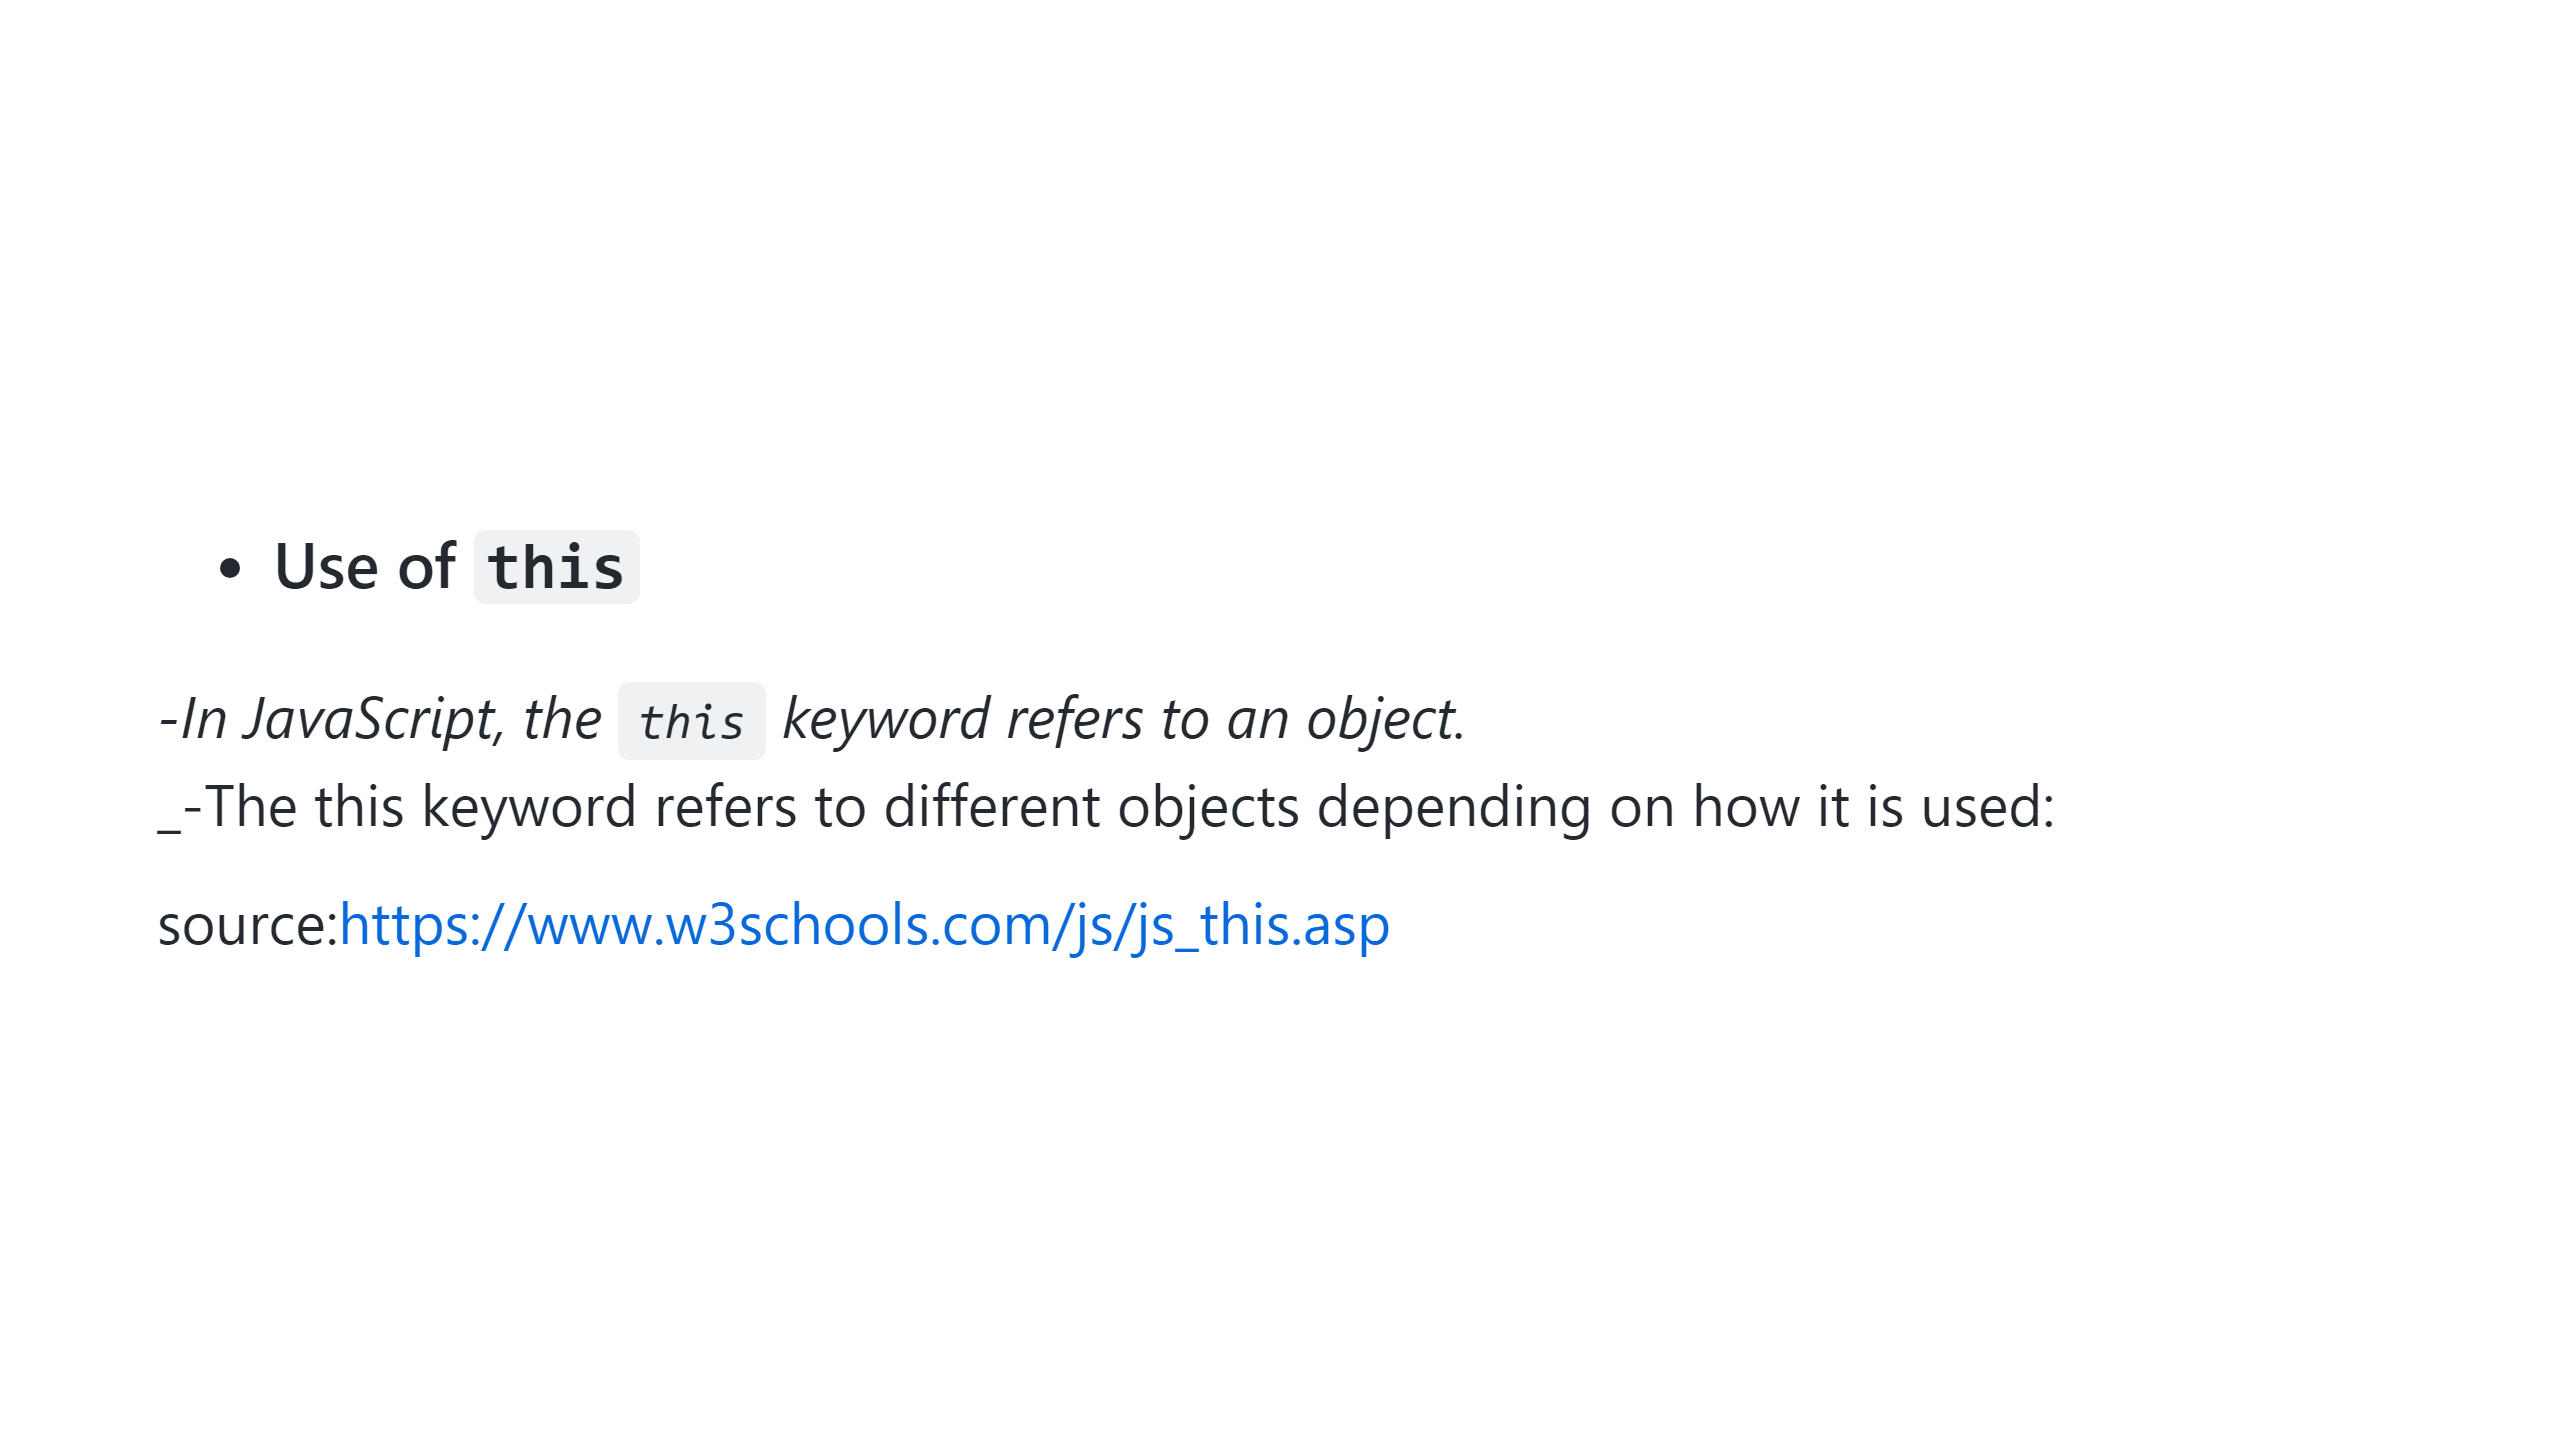 • Use of this
-In JavaScript, the this keyword refers to an object.
_-The this keyword refers to different objects depending on how it is used:
source:https://www.w3schools.com/js/js_this.asp